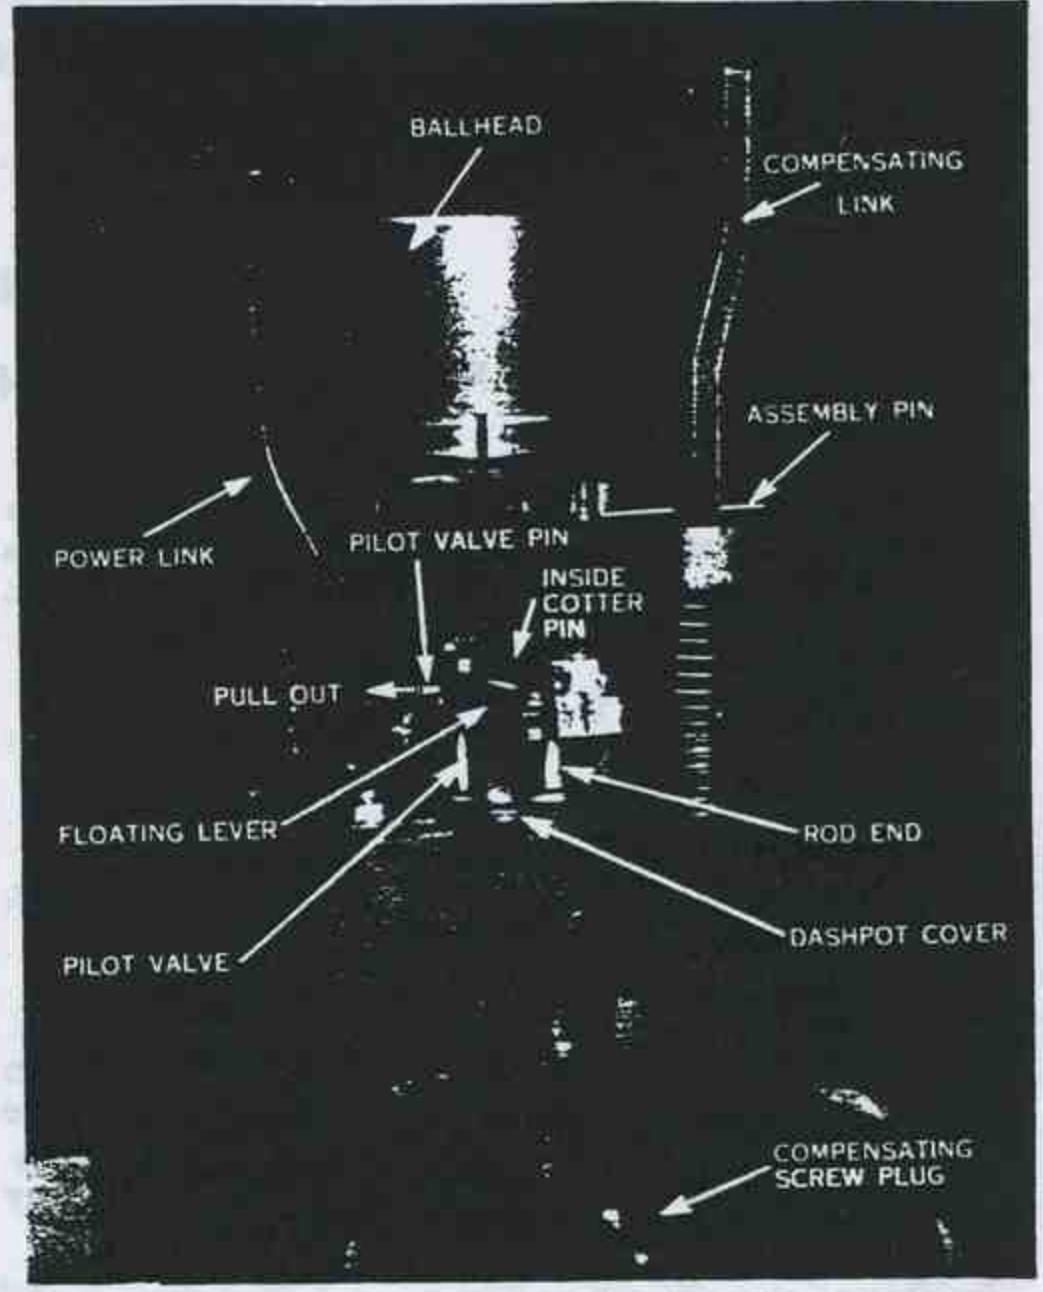 BALLHEAD
COMPENSATING
LINK
ASSEMBLY PIN
POWER LINK
PILOT VALVE PIN
INSIDE
COTTER
PIN
PULL OUT
FLOATING LEVER
ROD END
PILOT VALVE
DASHPOT COVER
COMPENSATING
SCREW PLUG